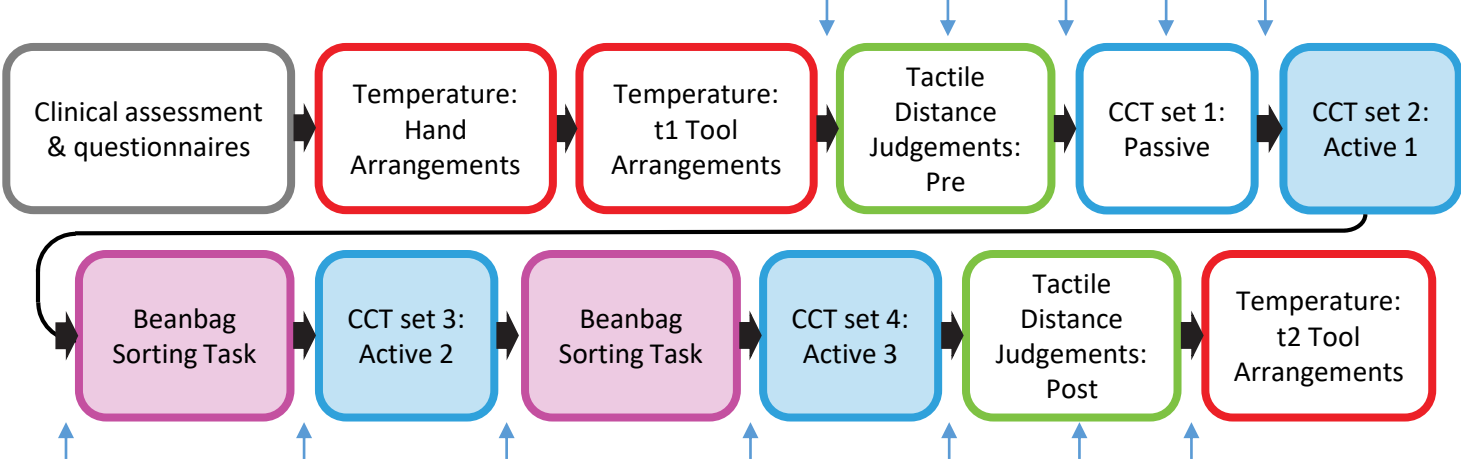 Clinical assessment
& questionnaires
Temperature:
Hand
Arrangements
Temperature:
t1 Tool
Arrangements
Tactile
Distance
Judgements:
Pre
CCT set 1:
Passive
CCT set 2:
Active 1
Beanbag
Sorting Task
CCT set 3:
Active 2
Beanbag
Sorting Task
CCT set 4:
Active 3
Tactile
Distance
Judgements:
Post
Temperature:
t2 Tool
Arrangements